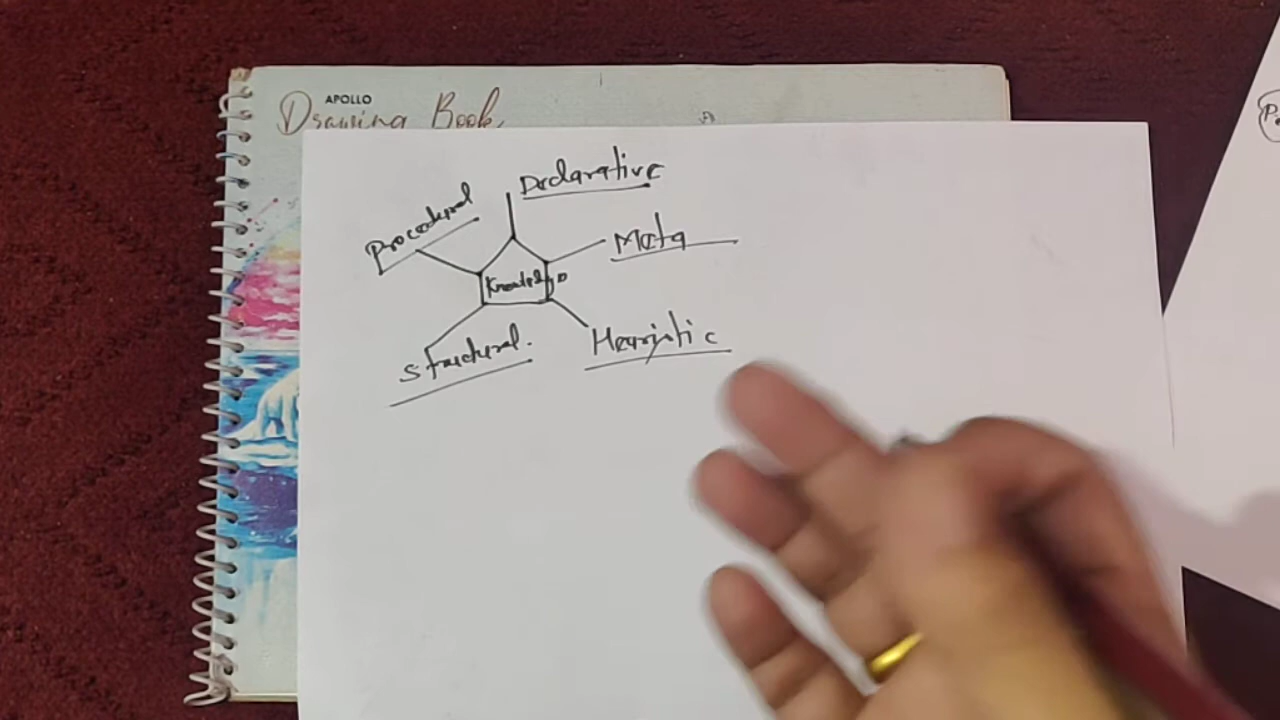 APOLLO
Drawing Book
Declarative
Procedural
Meta
Knowledge
Heuristic
Structural.